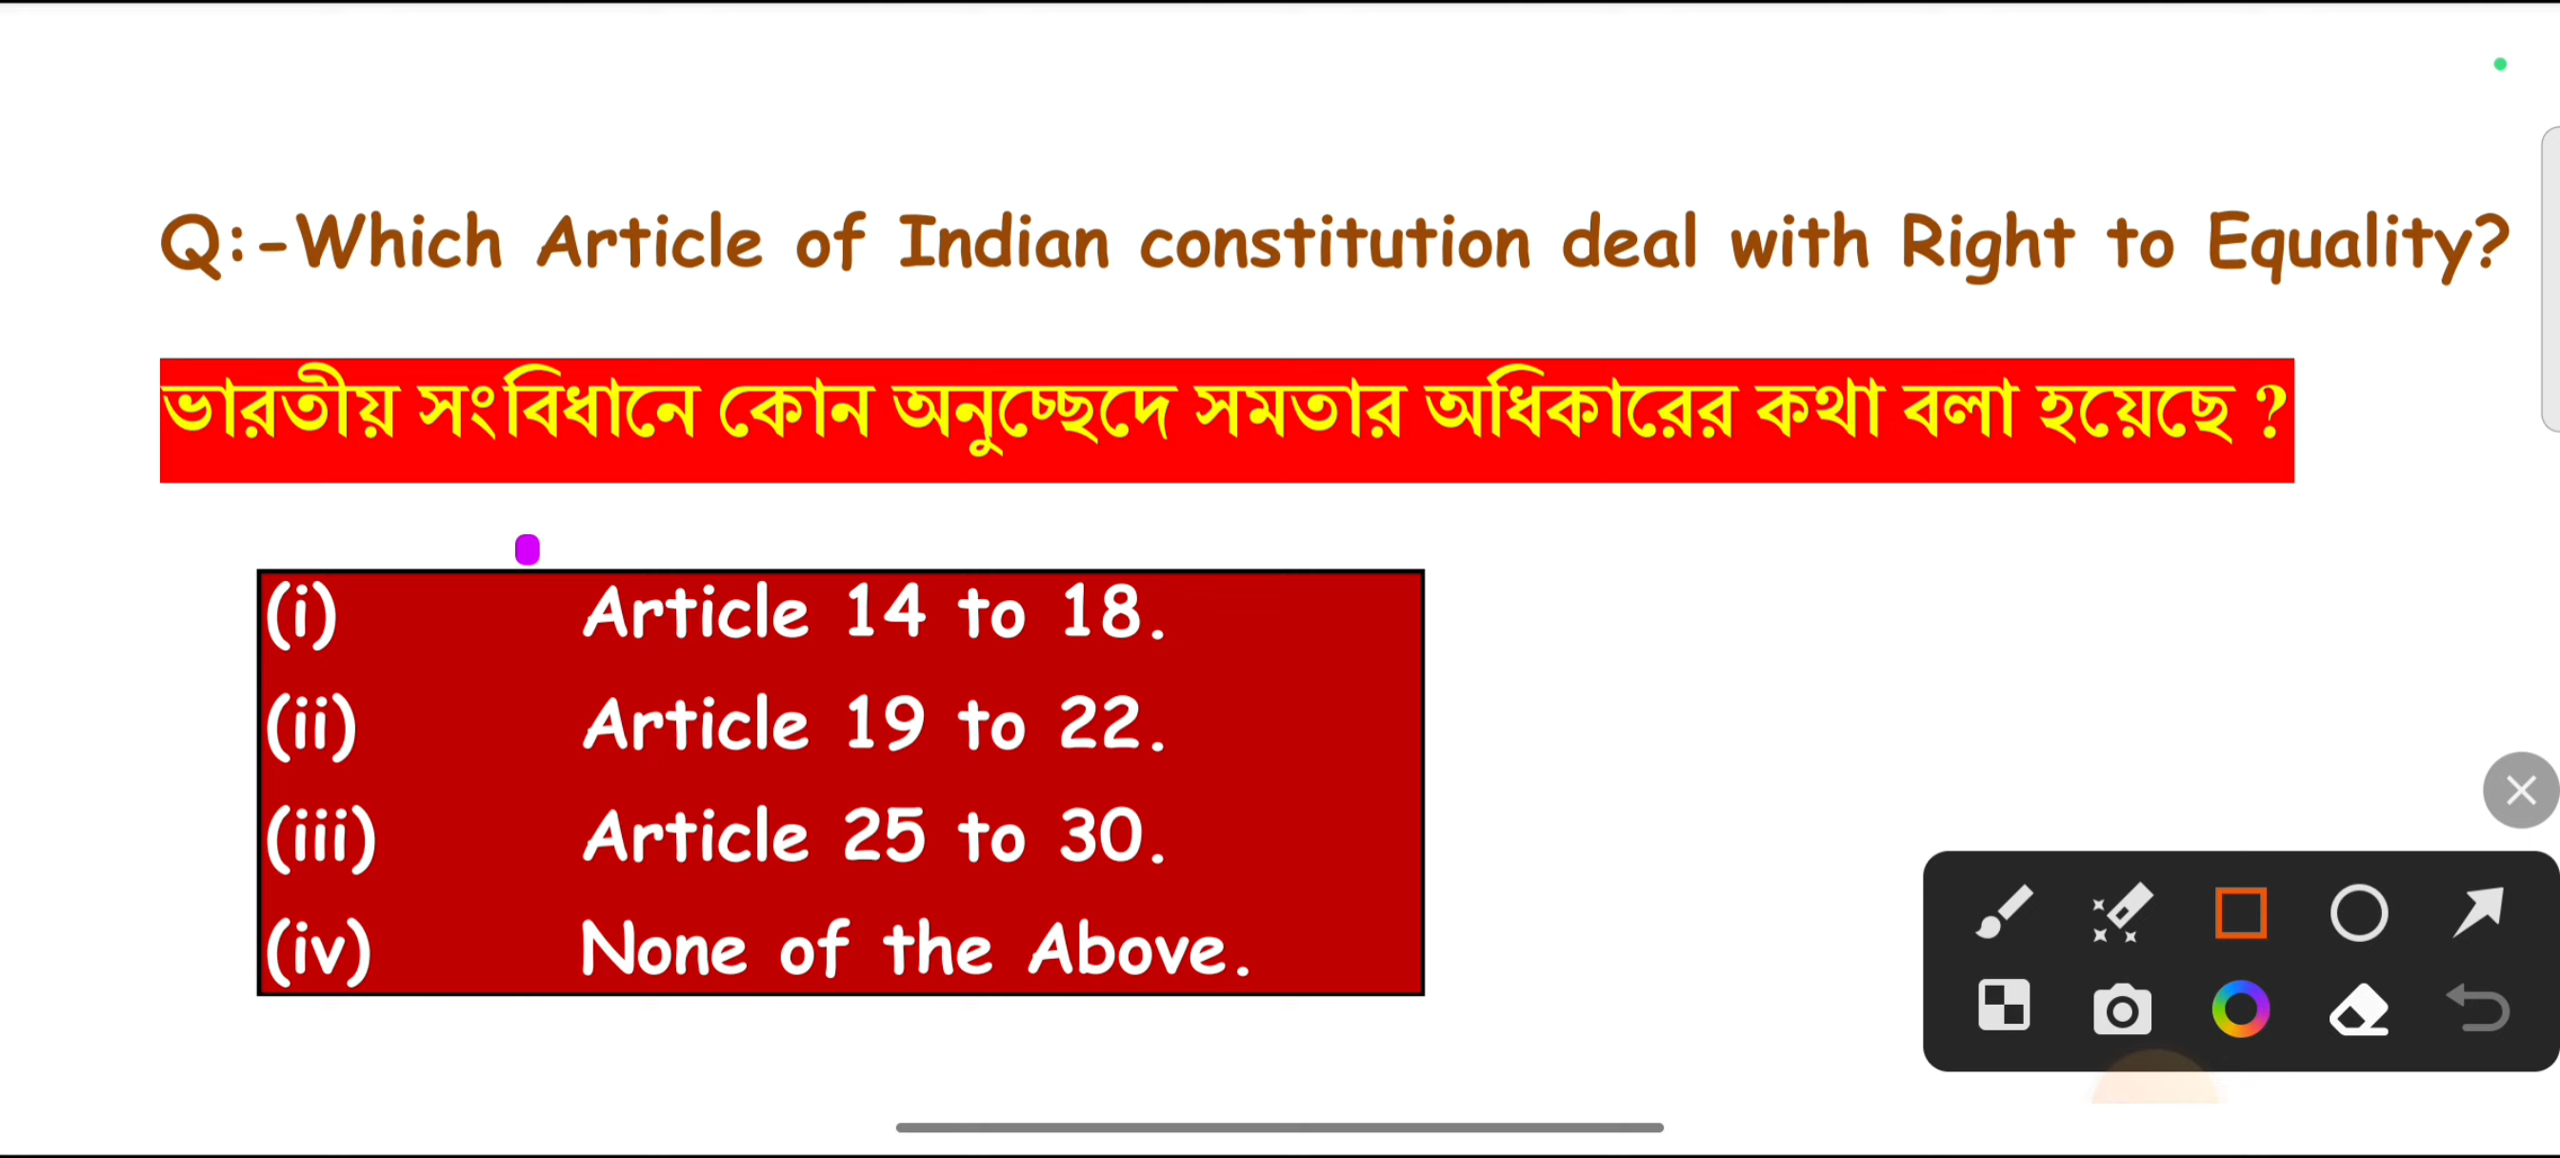 Q:-Which Article of Indian constitution deal with Right to Equality?
ভারতীয় সংবিধানে কোন অনুচ্ছেদে সমতার অধিকারের কথা বলা হয়েছে ?
(i) Article 14 to 18.
(ii) Article 19 to 22.
(iii) Article 25 to 30.
(iv) None of the Above.